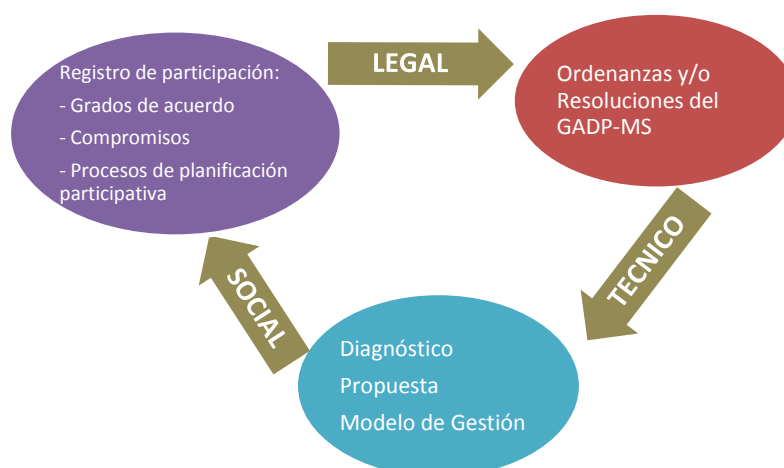 Registro de participación:
- Grados de acuerdo
- Compromisos
- Procesos de planificación
participativa
LEGAL
Ordenanzas y/o
Resoluciones del
GADP-MS
TECNICO
Diagnóstico
Propuesta
Modelo de Gestión
SOCIAL